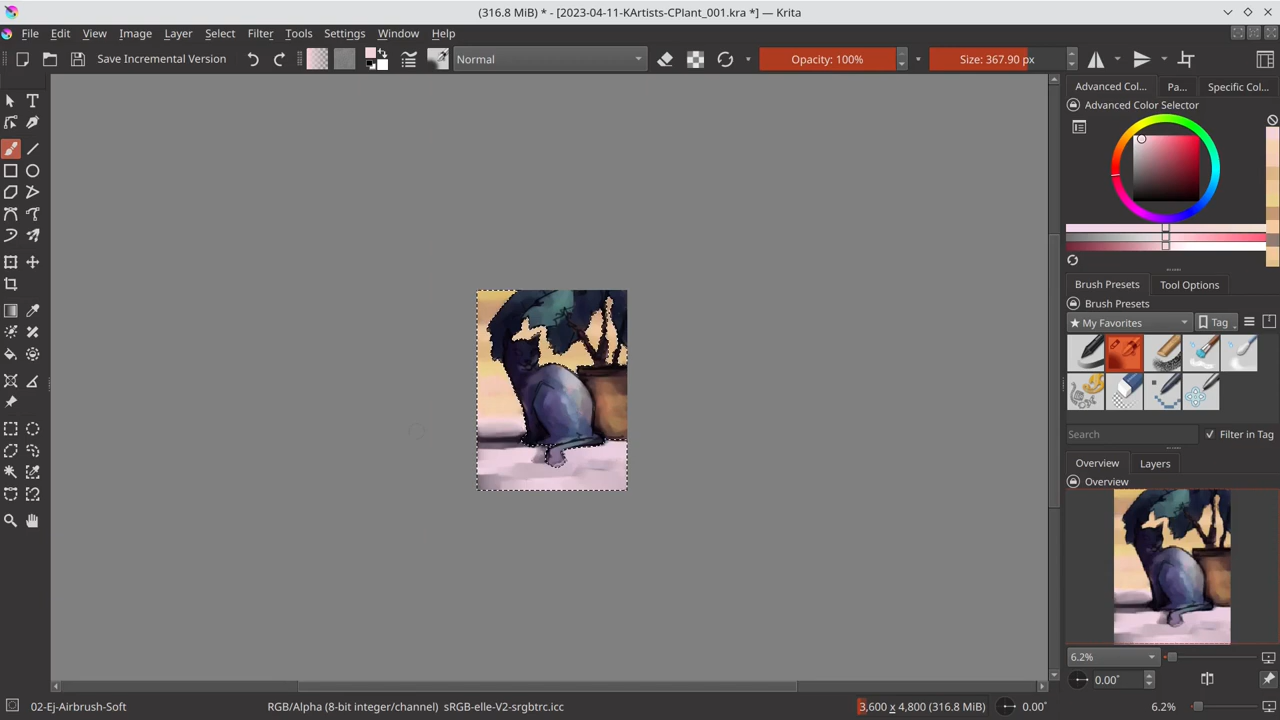 (316.8 MiB) * - [2023-04-11-KArtists-CPlant_001.kra *] — Krita
File Edit View Image Layer Select Filter Tools Settings Window Help
Save Incremental Version Normal Opacity: 100% Size: 367.90 px
Advanced Col... Pa... Specific Col...
Advanced Color Selector
Brush Presets Tool Options
Brush Presets
★ My Favorites Tag
Search Filter in Tag
Overview Layers
Overview
6.2%
0.00°
02-Ej-Airbrush-Soft RGB/Alpha (8-bit integer/channel) sRGB-elle-V2-srgbtrc.icc 3,600 x 4,800 (316.8 MiB) 0.00° 6.2%